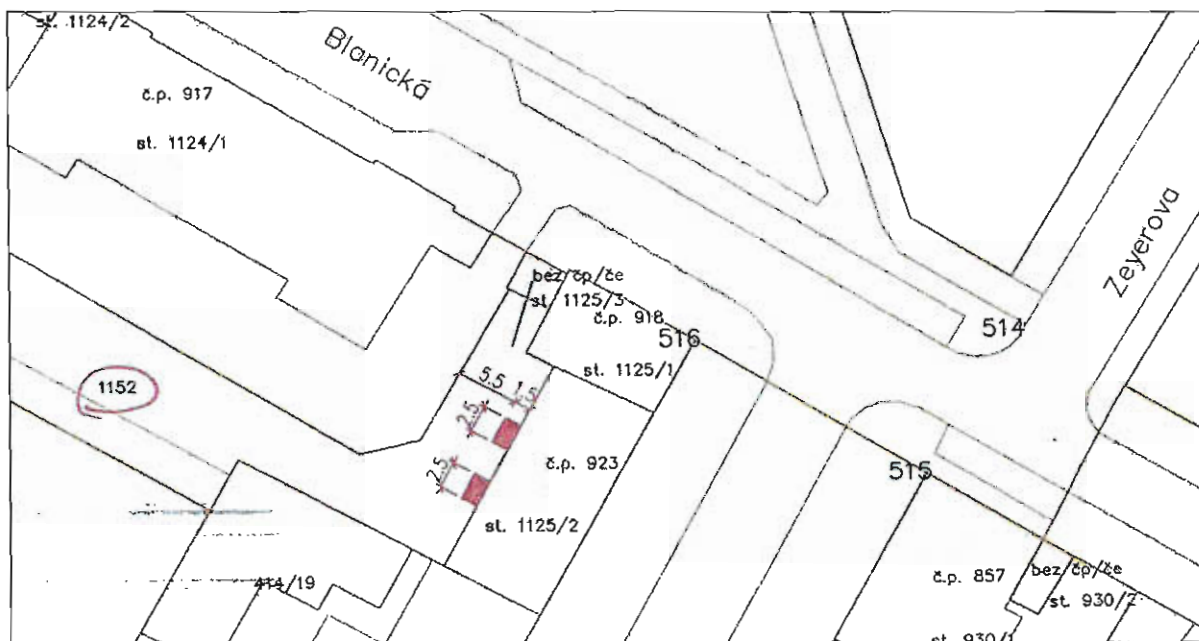 st. 1124/2
Blanická
č.p. 917
st. 1124/1
Zeyerova
bez čp/če
st. 1125/3
č.p. 918
516
514
st. 1125/1
1152
5.5
1.5
2.5
2.5
č.p. 923
515
st. 1125/2
414/19
č.p. 857
bez čp/če
st. 930/2
st. 930/1